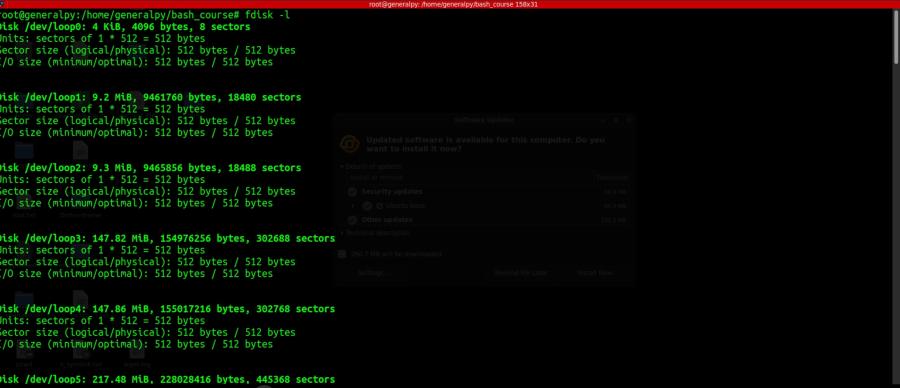 root@generalpy: /home/generalpy/bash_course 158x31
root@generalpy:/home/generalpy/bash_course# fdisk -l
Disk /dev/loop0: 4 KiB, 4096 bytes, 8 sectors
Units: sectors of 1 * 512 = 512 bytes
Sector size (logical/physical): 512 bytes / 512 bytes
I/O size (minimum/optimal): 512 bytes / 512 bytes
Disk /dev/loop1: 9.2 MiB, 9461760 bytes, 18480 sectors
Units: sectors of 1 * 512 = 512 bytes
Sector size (logical/physical): 512 bytes / 512 bytes
I/O size (minimum/optimal): 512 bytes / 512 bytes
Disk /dev/loop2: 9.3 MiB, 9465856 bytes, 18488 sectors
Units: sectors of 1 * 512 = 512 bytes
Sector size (logical/physical): 512 bytes / 512 bytes
I/O size (minimum/optimal): 512 bytes / 512 bytes
Disk /dev/loop3: 147.82 MiB, 154976256 bytes, 302688 sectors
Units: sectors of 1 * 512 = 512 bytes
Sector size (logical/physical): 512 bytes / 512 bytes
I/O size (minimum/optimal): 512 bytes / 512 bytes
Disk /dev/loop4: 147.86 MiB, 155017216 bytes, 302768 sectors
Units: sectors of 1 * 512 = 512 bytes
Sector size (logical/physical): 512 bytes / 512 bytes
I/O size (minimum/optimal): 512 bytes / 512 bytes
Disk /dev/loop5: 217.48 MiB, 228028416 bytes, 445368 sectors
Software Updater
Updated software is available for this computer. Do you
want to install it now?
Details of updates
Security updates
Ubuntu base
Other updates
Technical description
Settings...
Remind Me Later
Install Now